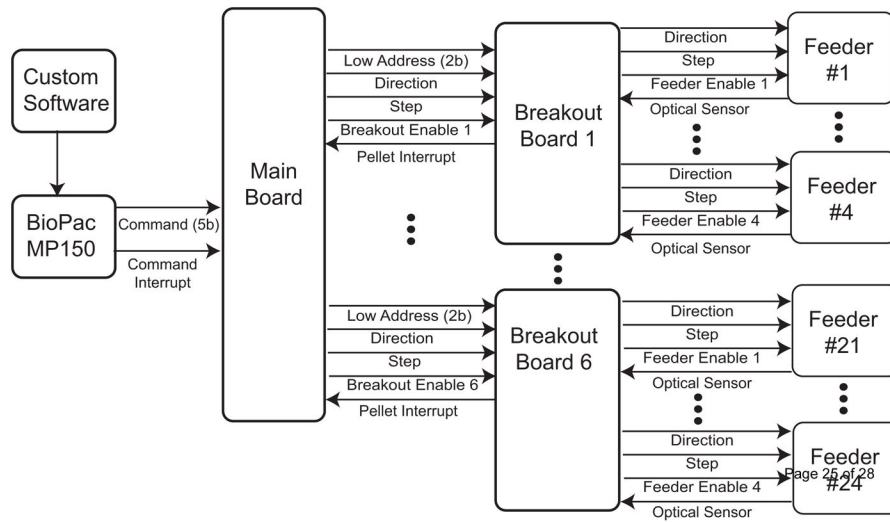 Custom
Software
BioPac
MP150
Command (5b)
Command
Interrupt
Main
Board
Low Address (2b)
Direction
Step
Breakout Enable 1
Pellet Interrupt
Low Address (2b)
Direction
Step
Breakout Enable 6
Pellet Interrupt
Breakout
Board 1
Breakout
Board 6
Direction
Step
Feeder Enable 1
Optical Sensor
Direction
Step
Feeder Enable 4
Optical Sensor
Direction
Step
Feeder Enable 1
Optical Sensor
Direction
Step
Feeder Enable 4
Optical Sensor
Feeder
#1
Feeder
#4
Feeder
#21
Feeder
#24
Page 25 of 28